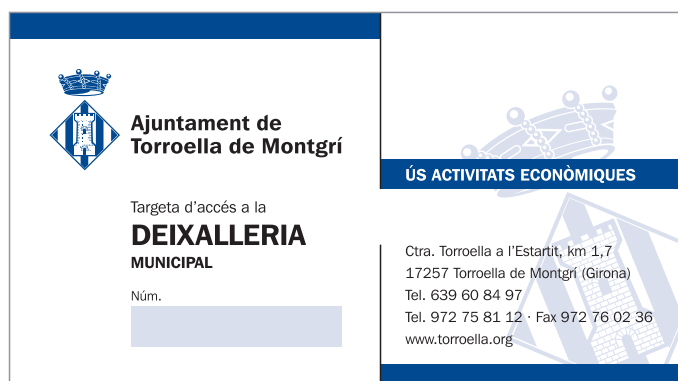 Ajuntament de
Torroella de Montgrí
Targeta d’accés a la
DEIXALLERIA
MUNICIPAL
Núm.
ÚS ACTIVITATS ECONÒMIQUES
Ctra. Torroella a l’Estartit, km 1,7
17257 Torroella de Montgrí (Girona)
Tel. 639 60 84 97
Tel. 972 75 81 12 · Fax 972 76 02 36
www.torroella.org